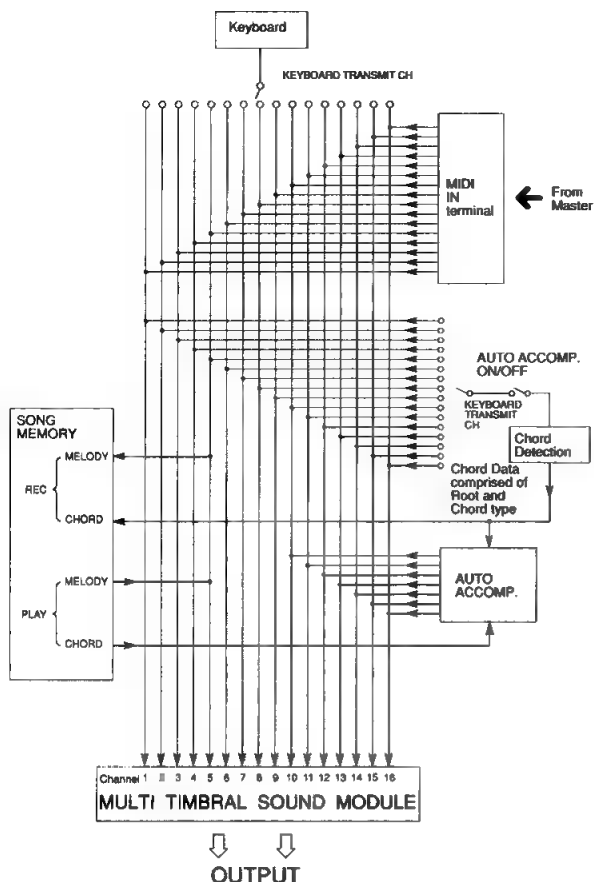 Keyboard
KEYBOARD TRANSMIT CH
MIDI
IN
terminal
From
Master
AUTO ACCOMP.
ON/OFF
KEYBOARD
TRANSMIT
CH
Chord
Detection
Chord Data
comprised of
Root and
Chord type
SONG
MEMORY
MELODY
REC
CHORD
MELODY
PLAY
CHORD
AUTO
ACCOMP.
Channel 1 2 3 4 5 6 7 8 9 10 11 12 13 14 15 16
MULTI TIMBRAL SOUND MODULE
OUTPUT